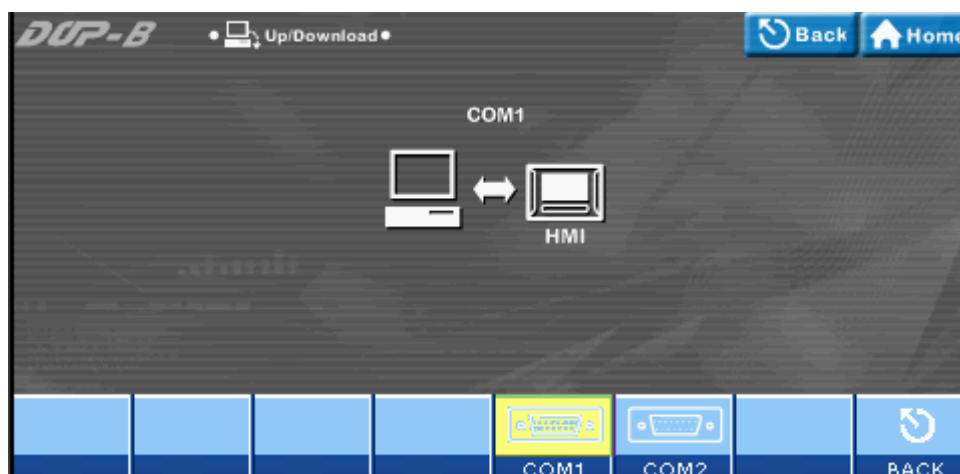 DOP-B
•Up/Download•
Back
Home
COM1
HMI
COM1
COM2
BACK